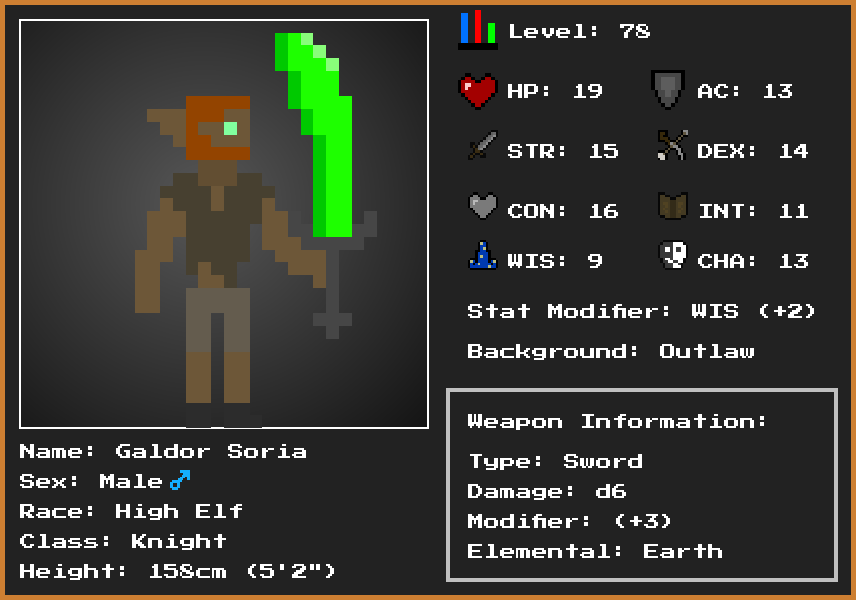 Level: 78
HP: 19 AC: 13
STR: 15 DEX: 14
CON: 16 INT: 11
WIS: 9 CHA: 13
Stat Modifier: WIS (+2)
Background: Outlaw
Weapon Information:
Type: Sword
Damage: d6
Modifier: (+3)
Elemental: Earth
Name: Galdor Soria
Sex: Male ♂
Race: High Elf
Class: Knight
Height: 158cm (5'2")